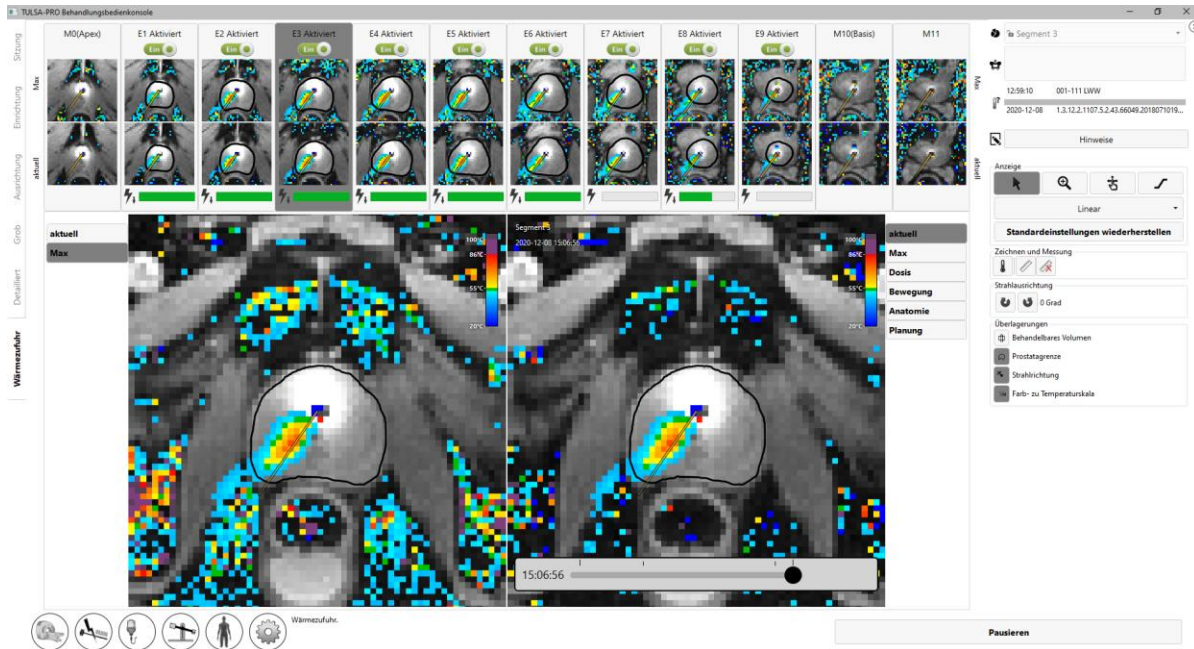 TULSA-PRO Behandlungsbedienkonsole
Sitzung
Einrichtung
Ausrichtung
Grob
Detailliert
Wärmezufuhr
Max
aktuell
M0(Apex)
E1 Aktiviert
Ein
E2 Aktiviert
Ein
E3 Aktiviert
Ein
E4 Aktiviert
Ein
E5 Aktiviert
Ein
E6 Aktiviert
Ein
E7 Aktiviert
Ein
E8 Aktiviert
Ein
E9 Aktiviert
Ein
M10(Basis)
M11
Max
aktuell
aktuell
Max
100°C
86°C
55°C
20°C
Segment 3
2020-12-08 15:06:56
100°C
86°C
55°C
20°C
15:06:56
aktuell
Max
Dosis
Bewegung
Anatomie
Planung
Segment 3
12:59:10 001-111 LWW
2020-12-08 1.3.12.2.1107.5.2.43.66049.2018071019...
Hinweise
Anzeige
Linear
Standardeinstellungen wiederherstellen
Zeichnen und Messung
Strahlausrichtung
0 Grad
Überlagerungen
Behandelbares Volumen
Prostatagrenze
Strahlrichtung
Farb- zu Temperaturskale
Wärmezufuhr.
Pausieren